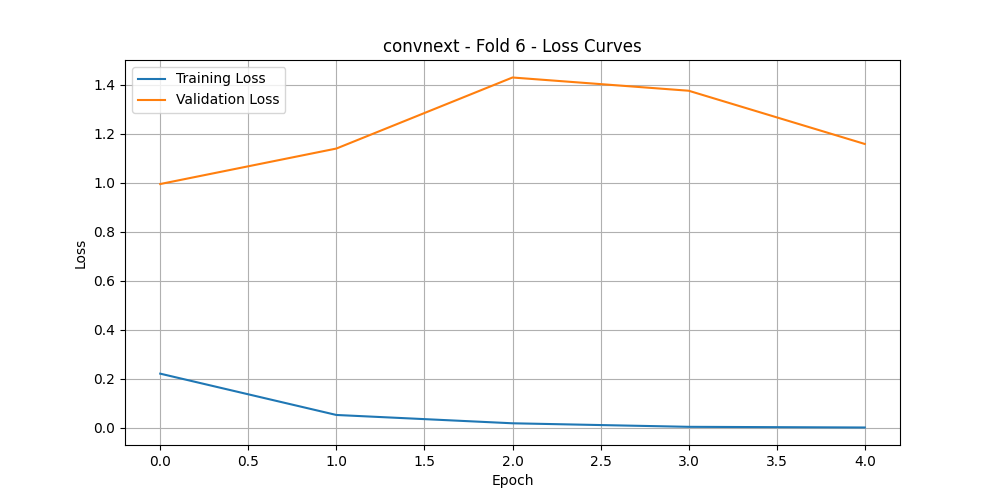 convnext - Fold 6 - Loss Curves
Training Loss
Validation Loss
1.4
1.2
1.0
0.8
0.6
0.4
0.2
0.0
Loss
0.0 0.5 1.0 1.5 2.0 2.5 3.0 3.5 4.0
Epoch